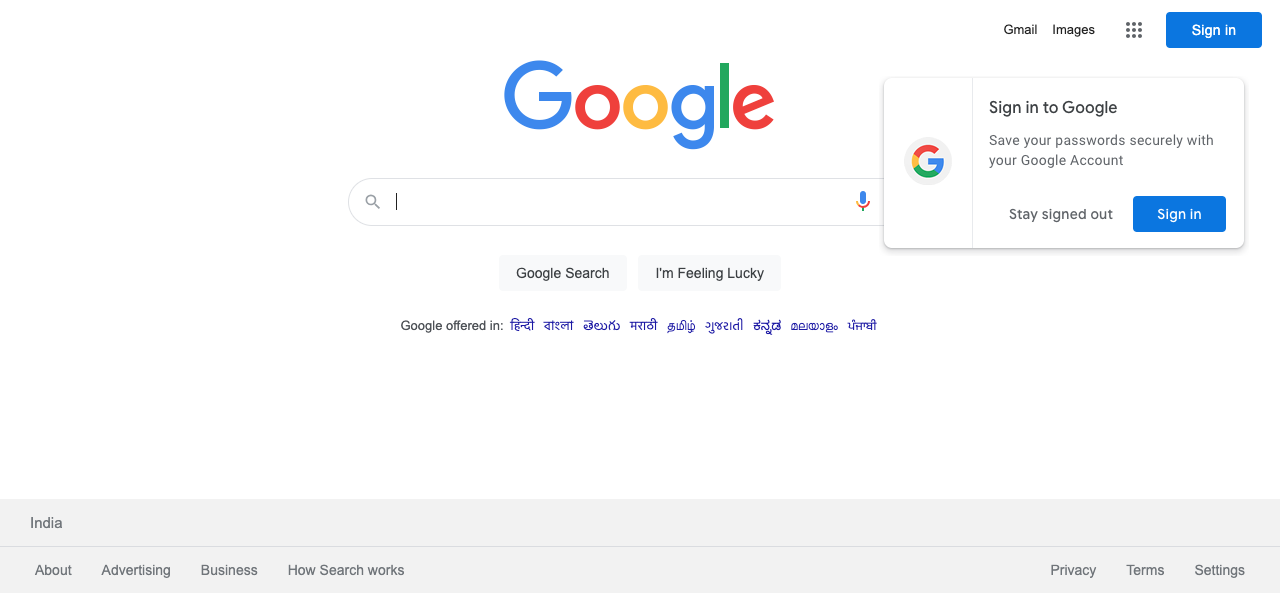 Gmail Images Sign in
Google
Sign in to Google
Save your passwords securely with
your Google Account
Stay signed out Sign in
Google Search I'm Feeling Lucky
Google offered in: हिन्दी বাংলা తెలుగు मराठी தமிழ் ગુજરાતી ಕನ್ನಡ മലയാളം ਪੰਜਾਬੀ
India
About Advertising Business How Search works Privacy Terms Settings